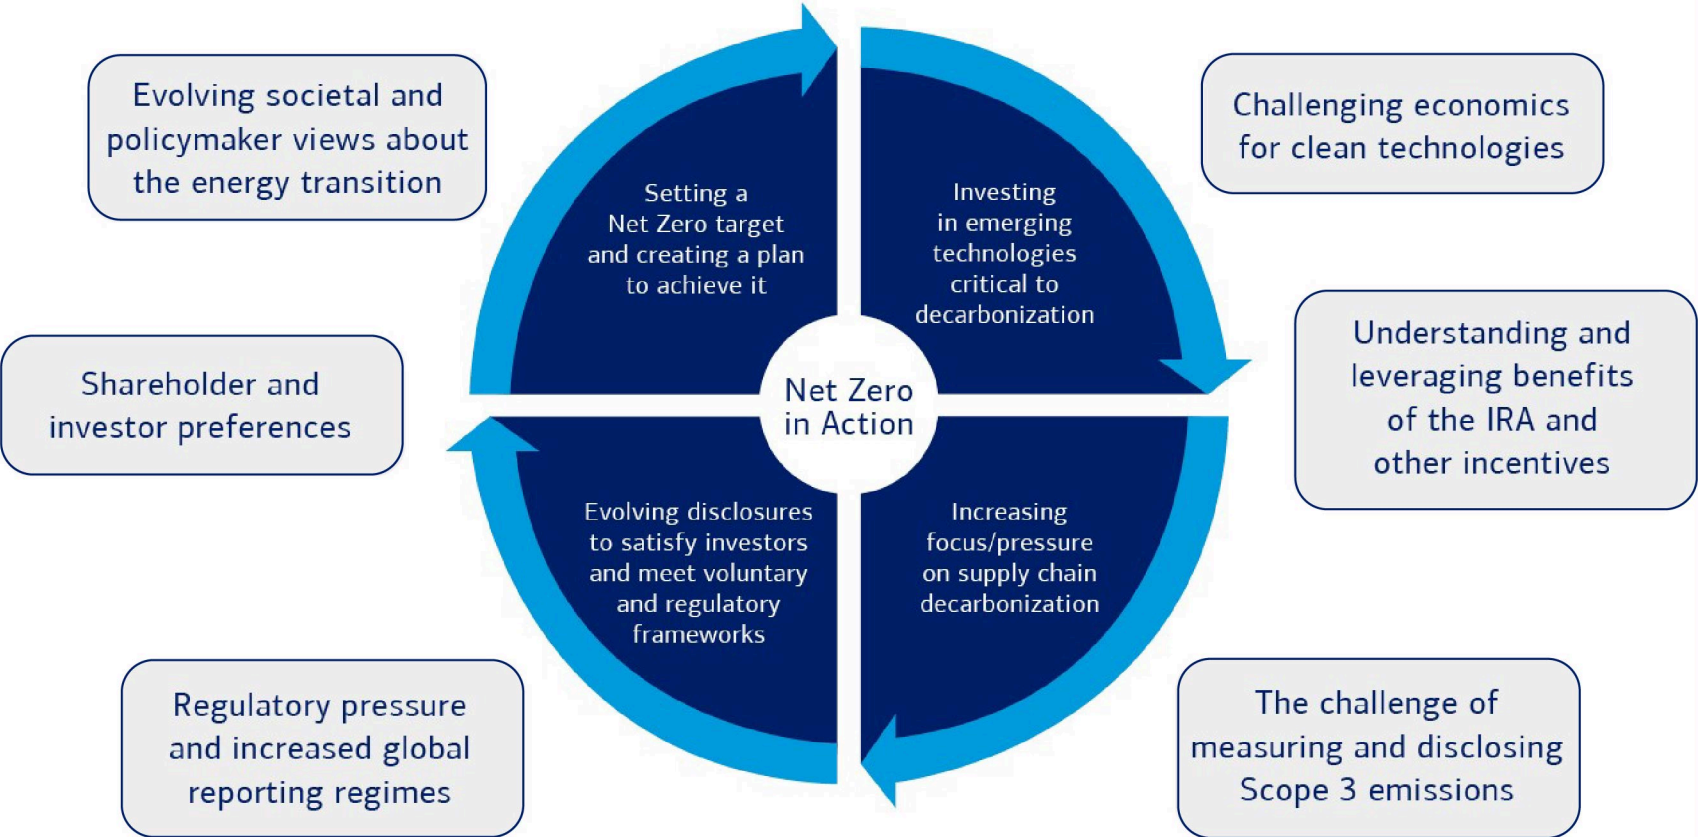 Evolving societal and
policymaker views about
the energy transition
Challenging economics
for clean technologies
Setting a
Net Zero target
and creating a plan
to achieve it
Investing
in emerging
technologies
critical to
decarbonization
Shareholder and
investor preferences
Net Zero
in Action
Understanding and
leveraging benefits
of the IRA and
other incentives
Evolving disclosures
to satisfy investors
and meet voluntary
and regulatory
frameworks
Increasing
focus/pressure
on supply chain
decarbonization
Regulatory pressure
and increased global
reporting regimes
The challenge of
measuring and disclosing
Scope 3 emissions